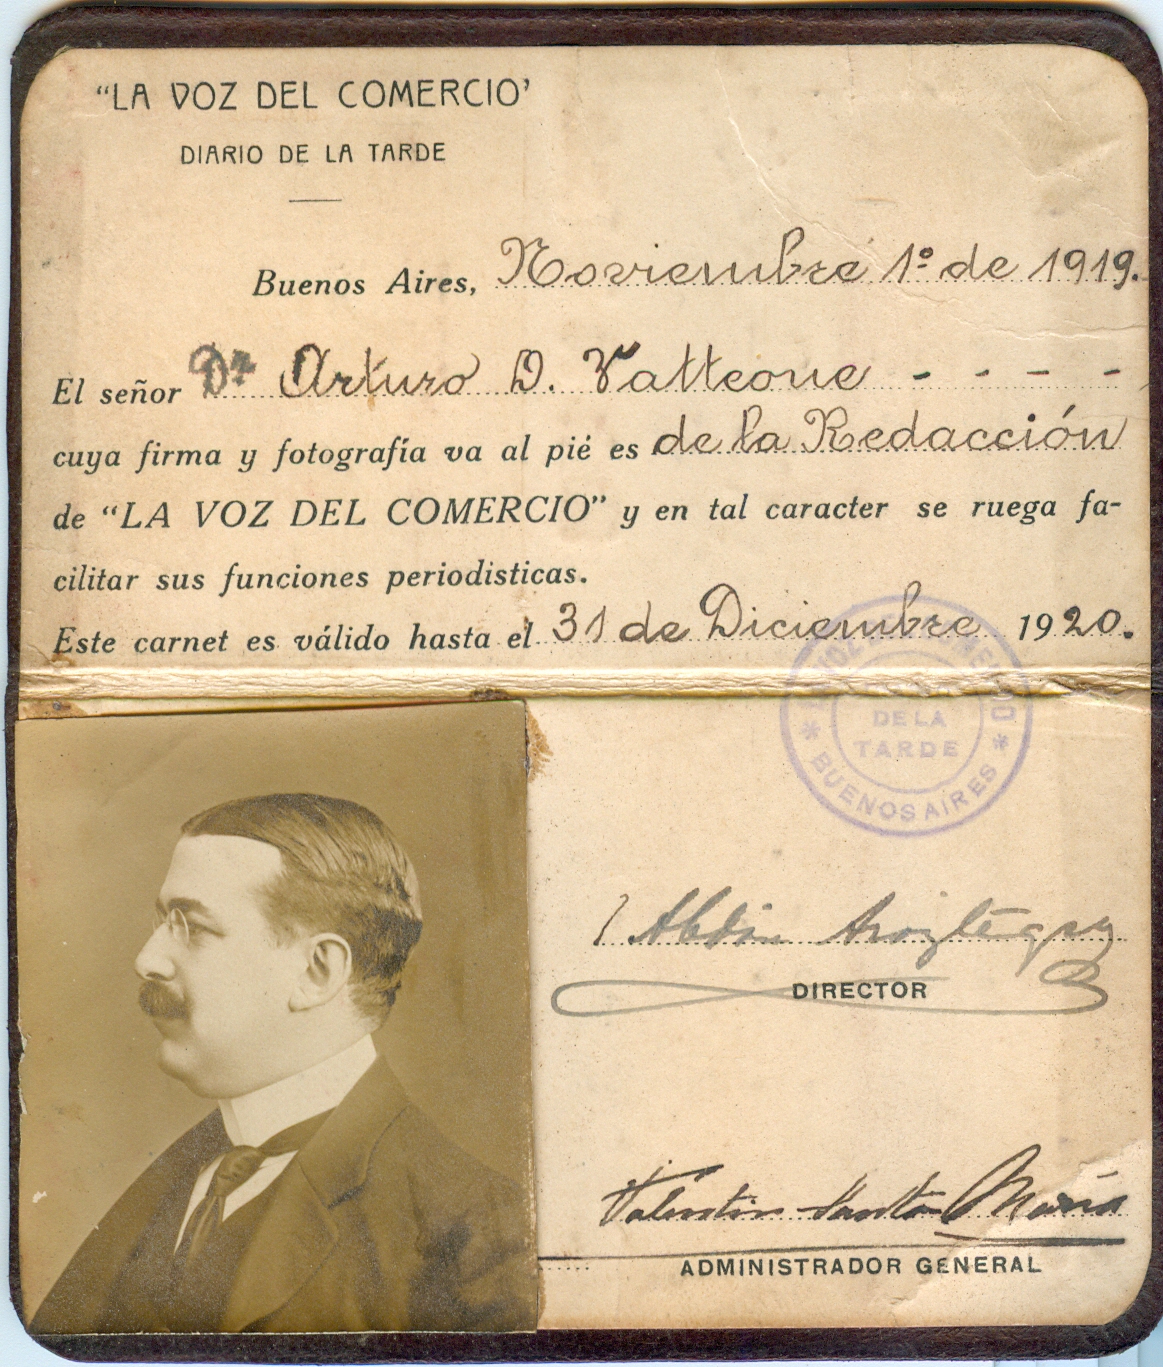 "LA VOZ DEL COMERCIO'
DIARIO DE LA TARDE
Buenos Aires, Noviembre 1º de 1919.
El señor Dr Arturo D. Vatteone - - - -
cuya firma y fotografía va al pié es de la Redacción
de "LA VOZ DEL COMERCIO" y en tal caracter se ruega fa-
cilitar sus funciones periodisticas.
Este carnet es válido hasta el 31 de Diciembre 1920.
DE LA
TARDE
* BUENOS AIRES *
DIRECTOR
Valentin Santa María
ADMINISTRADOR GENERAL